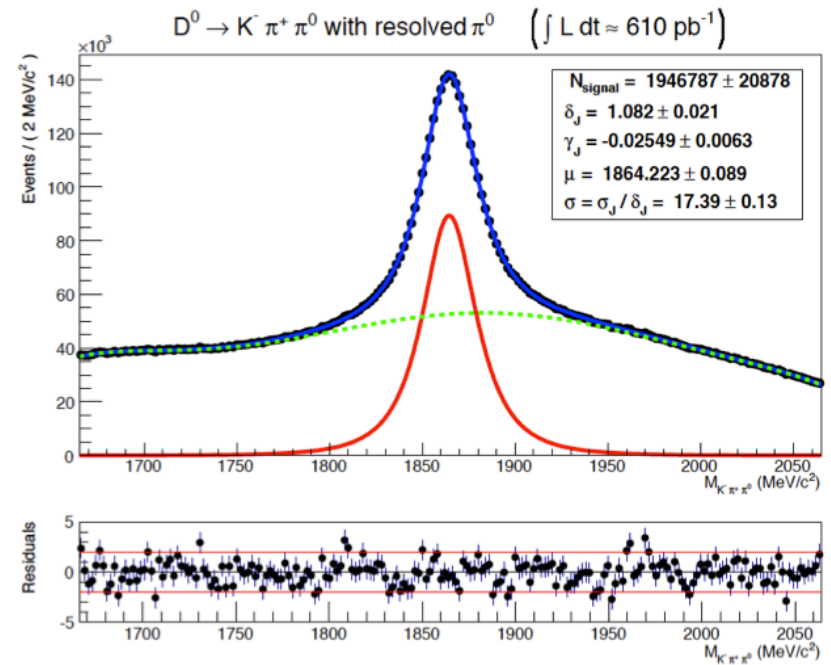 D⁰ → K⁻ π⁺ π⁰ with resolved π⁰ (∫ L dt ≈ 610 pb⁻¹)
×10³
Events / ( 2 MeV/c² )
140
120
100
80
60
40
20
0
N_signal = 1946787 ± 20878
δ_J = 1.082 ± 0.021
γ_J = -0.02549 ± 0.0063
μ = 1864.223 ± 0.089
σ = σ_J / δ_J = 17.39 ± 0.13
1700 1750 1800 1850 1900 1950 2000 2050
M_K⁻π⁺π⁰ (MeV/c²)
Residuals
5
0
-5
1700 1750 1800 1850 1900 1950 2000 2050
M_K⁻π⁺π⁰ (MeV/c²)